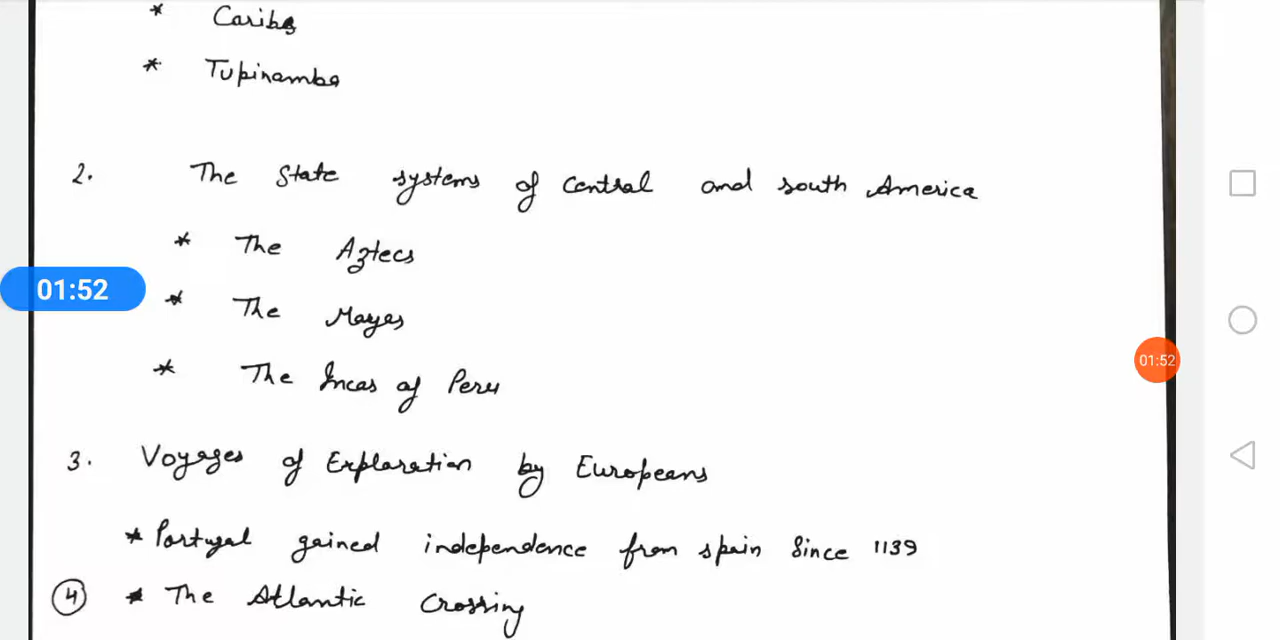 * Caribs
* Tupinamba
2. The State systems of Central and south America
* The Aztecs
01:52
* The Mayas
01:52
* The Incas of Peru
3. Voyages of Exploration by Europeans
* Portugal gained independence from spain Since 1139
4 * The Atlantic Crossing